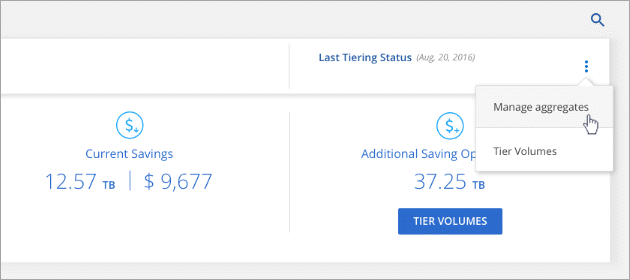 Last Tiering Status (Aug, 20, 2016)
Manage aggregates
Tier Volumes
Current Savings
12.57 TB | $ 9,677
Additional Saving Op
37.25 TB
TIER VOLUMES